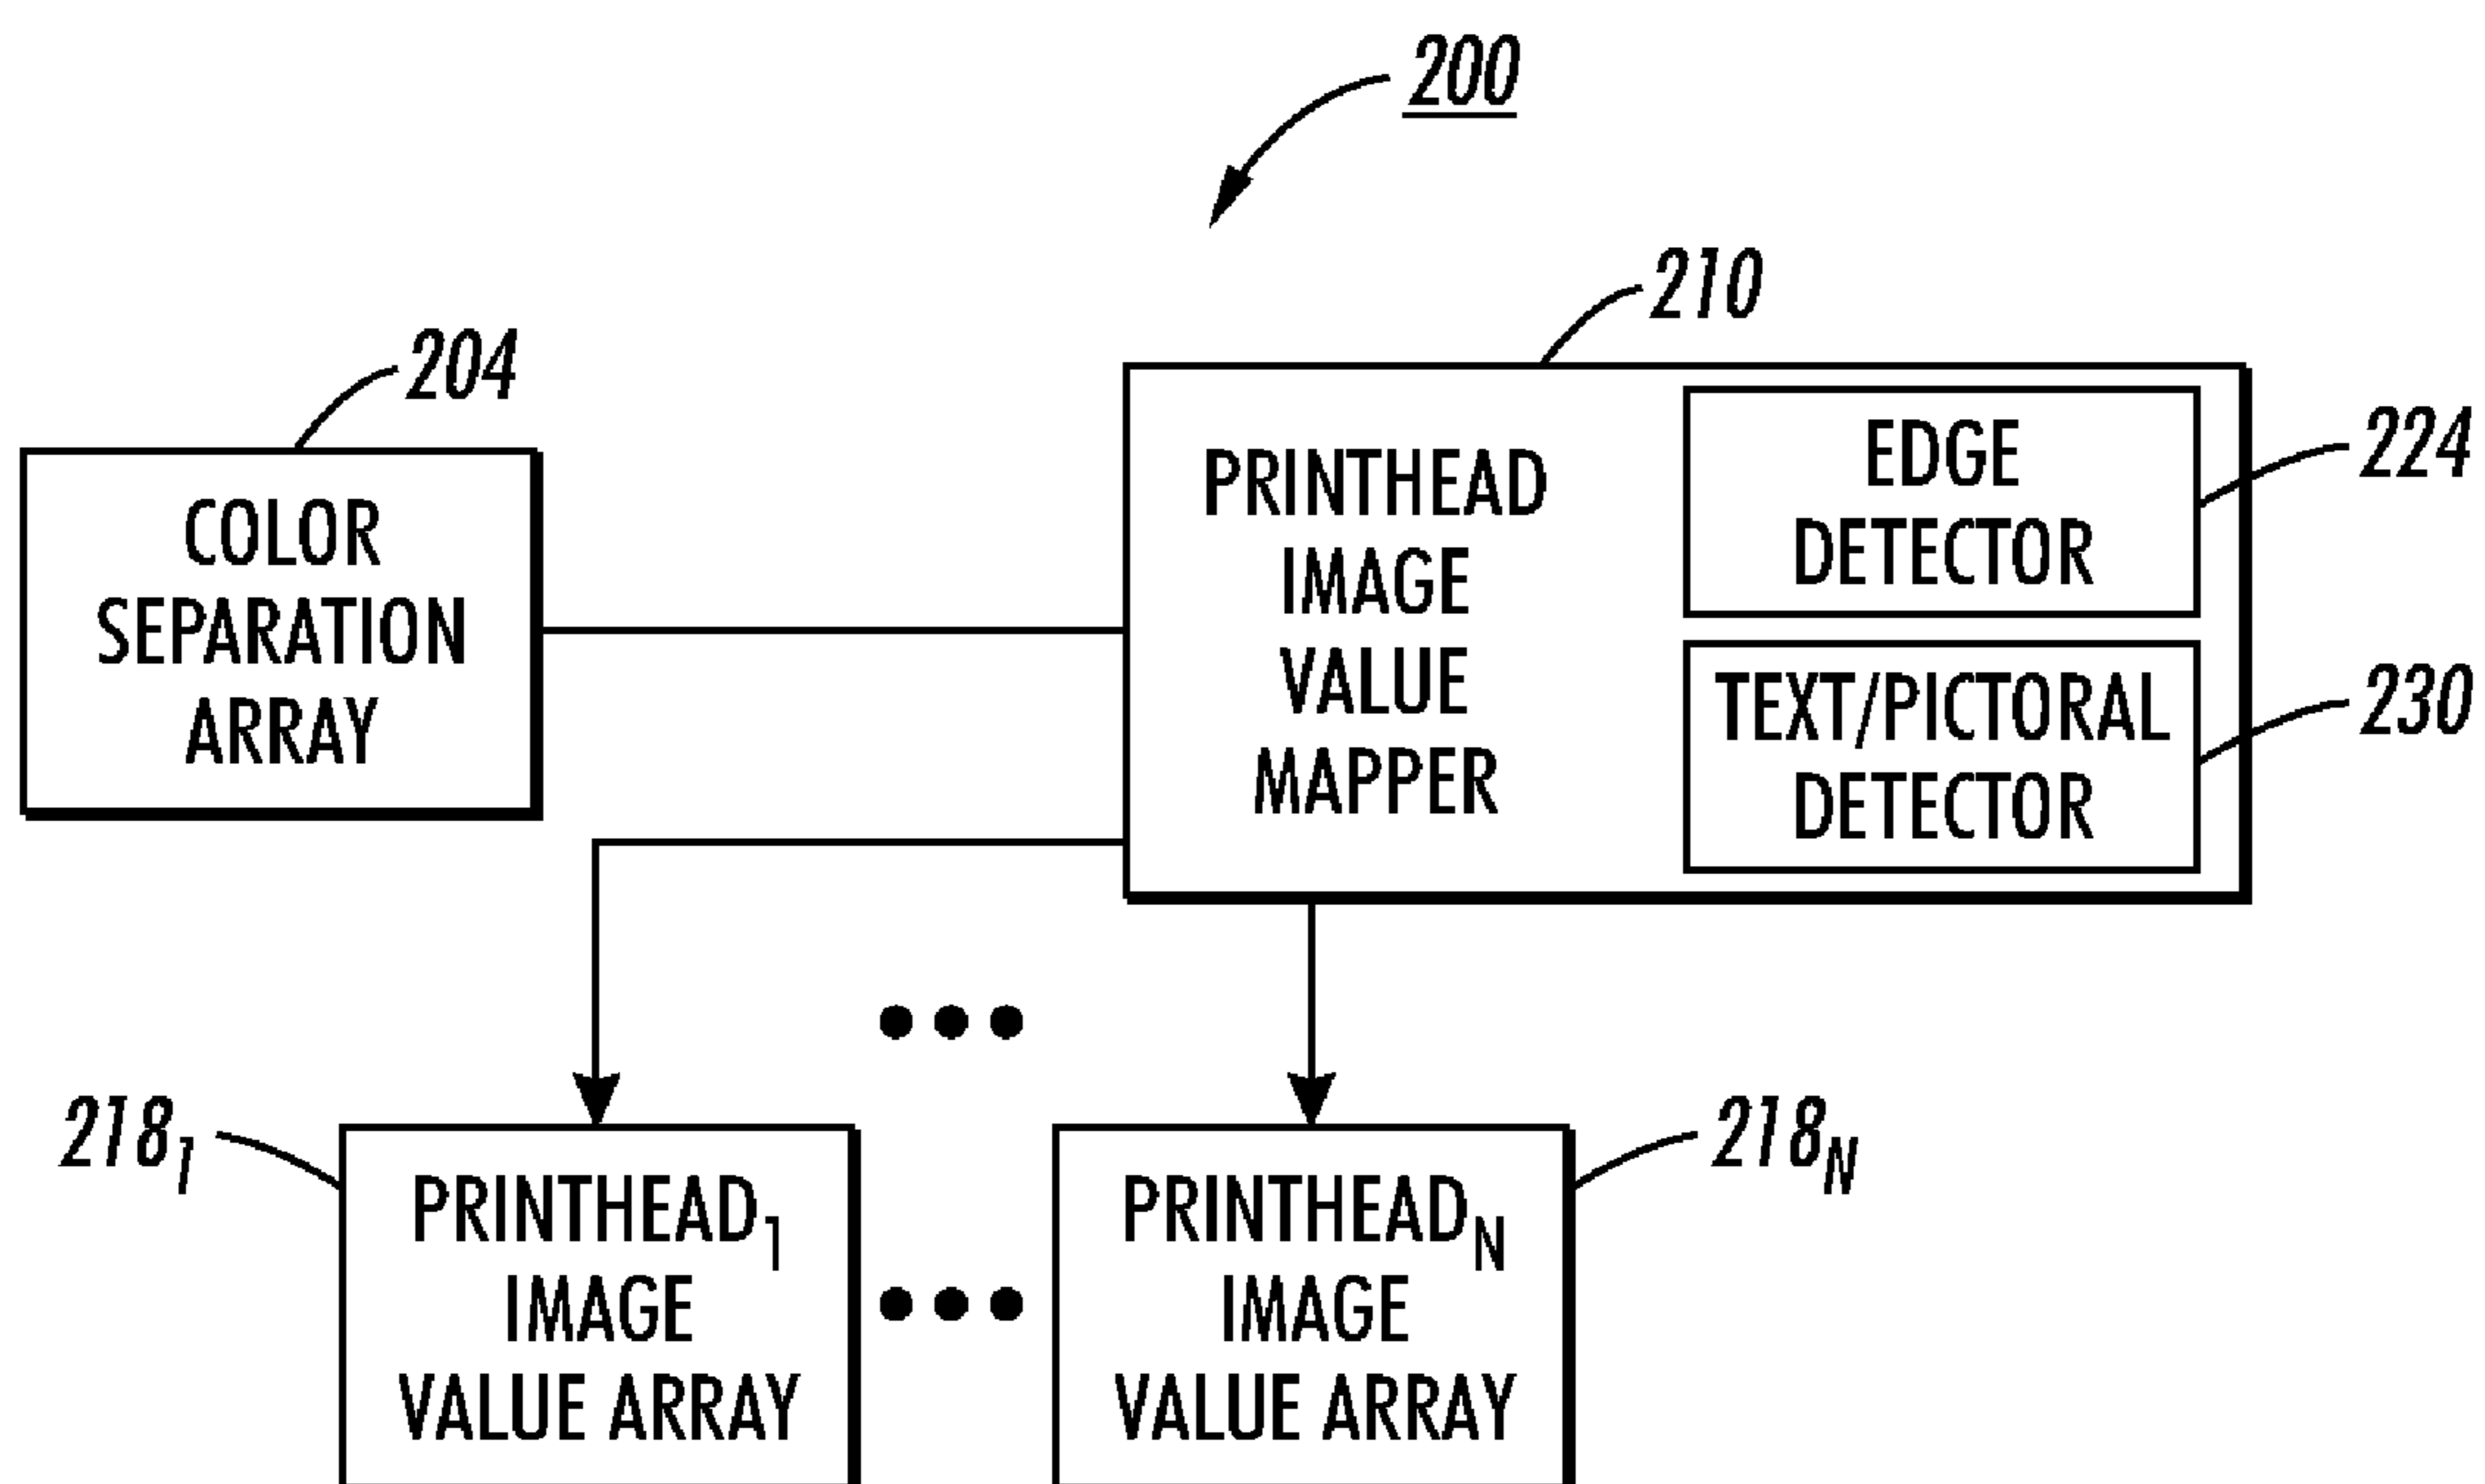 200
210
204
COLOR
SEPARATION
ARRAY
PRINTHEAD
IMAGE
VALUE
MAPPER
EDGE
DETECTOR
224
TEXT/PICTORAL
DETECTOR
230
218₁
PRINTHEAD₁
IMAGE
VALUE ARRAY
PRINTHEADN
IMAGE
VALUE ARRAY
218N